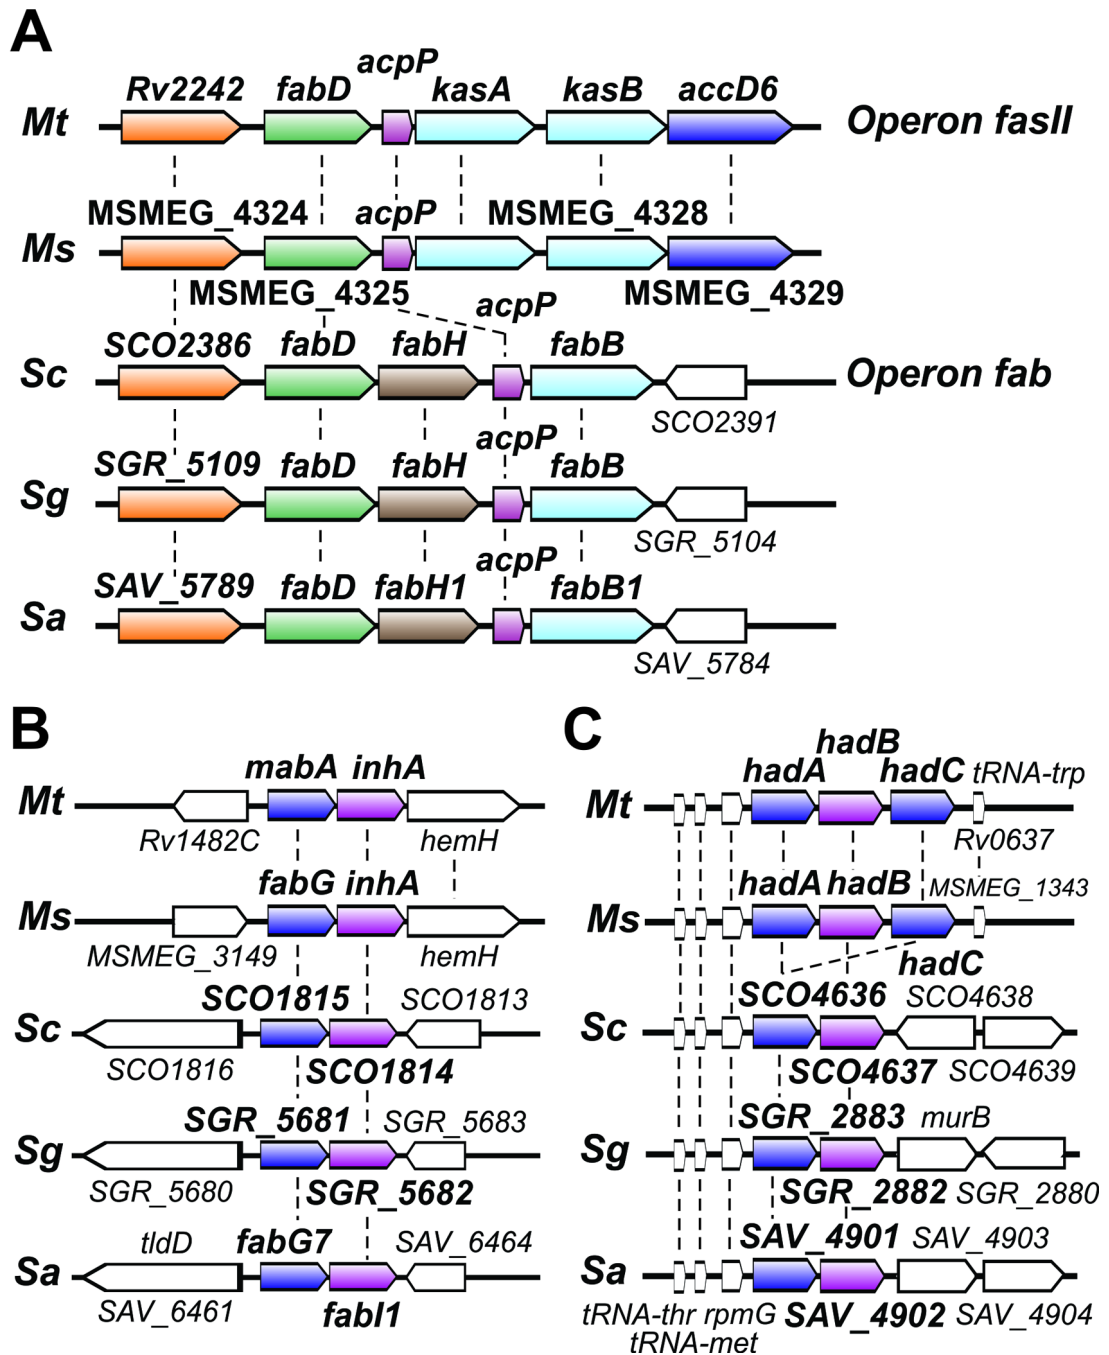 A
acpP
Rv2242 fabD kasA kasB accD6
Mt Operon fasII
MSMEG_4324 acpP MSMEG_4328
Ms
MSMEG_4325 acpP MSMEG_4329
SCO2386 fabD fabH fabB
Sc Operon fab
SCO2391
acpP
SGR_5109 fabD fabH fabB
Sg
SGR_5104
acpP
SAV_5789 fabD fabH1 fabB1
Sa
SAV_5784
B
mabA inhA
Mt
Rv1482C hemH
fabG inhA
Ms
MSMEG_3149 hemH
SCO1815 SCO1813
Sc
SCO1816 SCO1814
SGR_5681 SGR_5683
Sg
SGR_5680 SGR_5682
tldD fabG7 SAV_6464
Sa
SAV_6461 fabI1
C
hadB
hadA hadC tRNA-trp
Mt
Rv0637
hadA hadB MSMEG_1343
Ms
hadC
SCO4636 SCO4638
Sc
SCO4637 SCO4639
SGR_2883 murB
Sg
SGR_2882 SGR_2880
SAV_4901 SAV_4903
Sa
tRNA-thr rpmG SAV_4902 SAV_4904
tRNA-met